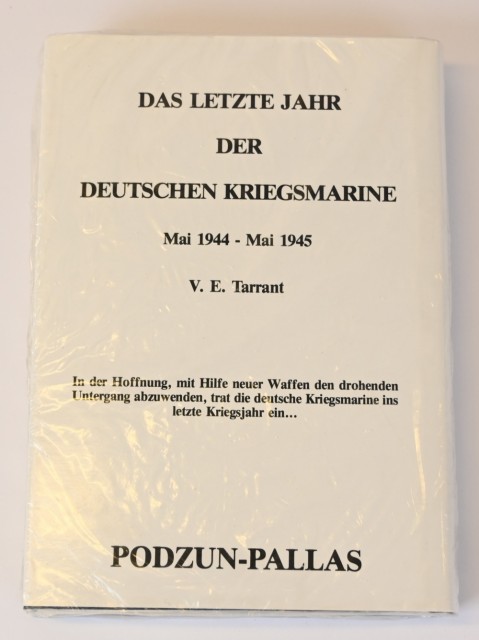 DAS LETZTE JAHR
DER
DEUTSCHEN KRIEGSMARINE
Mai 1944 - Mai 1945
V. E. Tarrant
In der Hoffnung, mit Hilfe neuer Waffen den drohenden
Untergang abzuwenden, trat die deutsche Kriegsmarine ins
letzte Kriegsjahr ein...
PODZUN-PALLAS